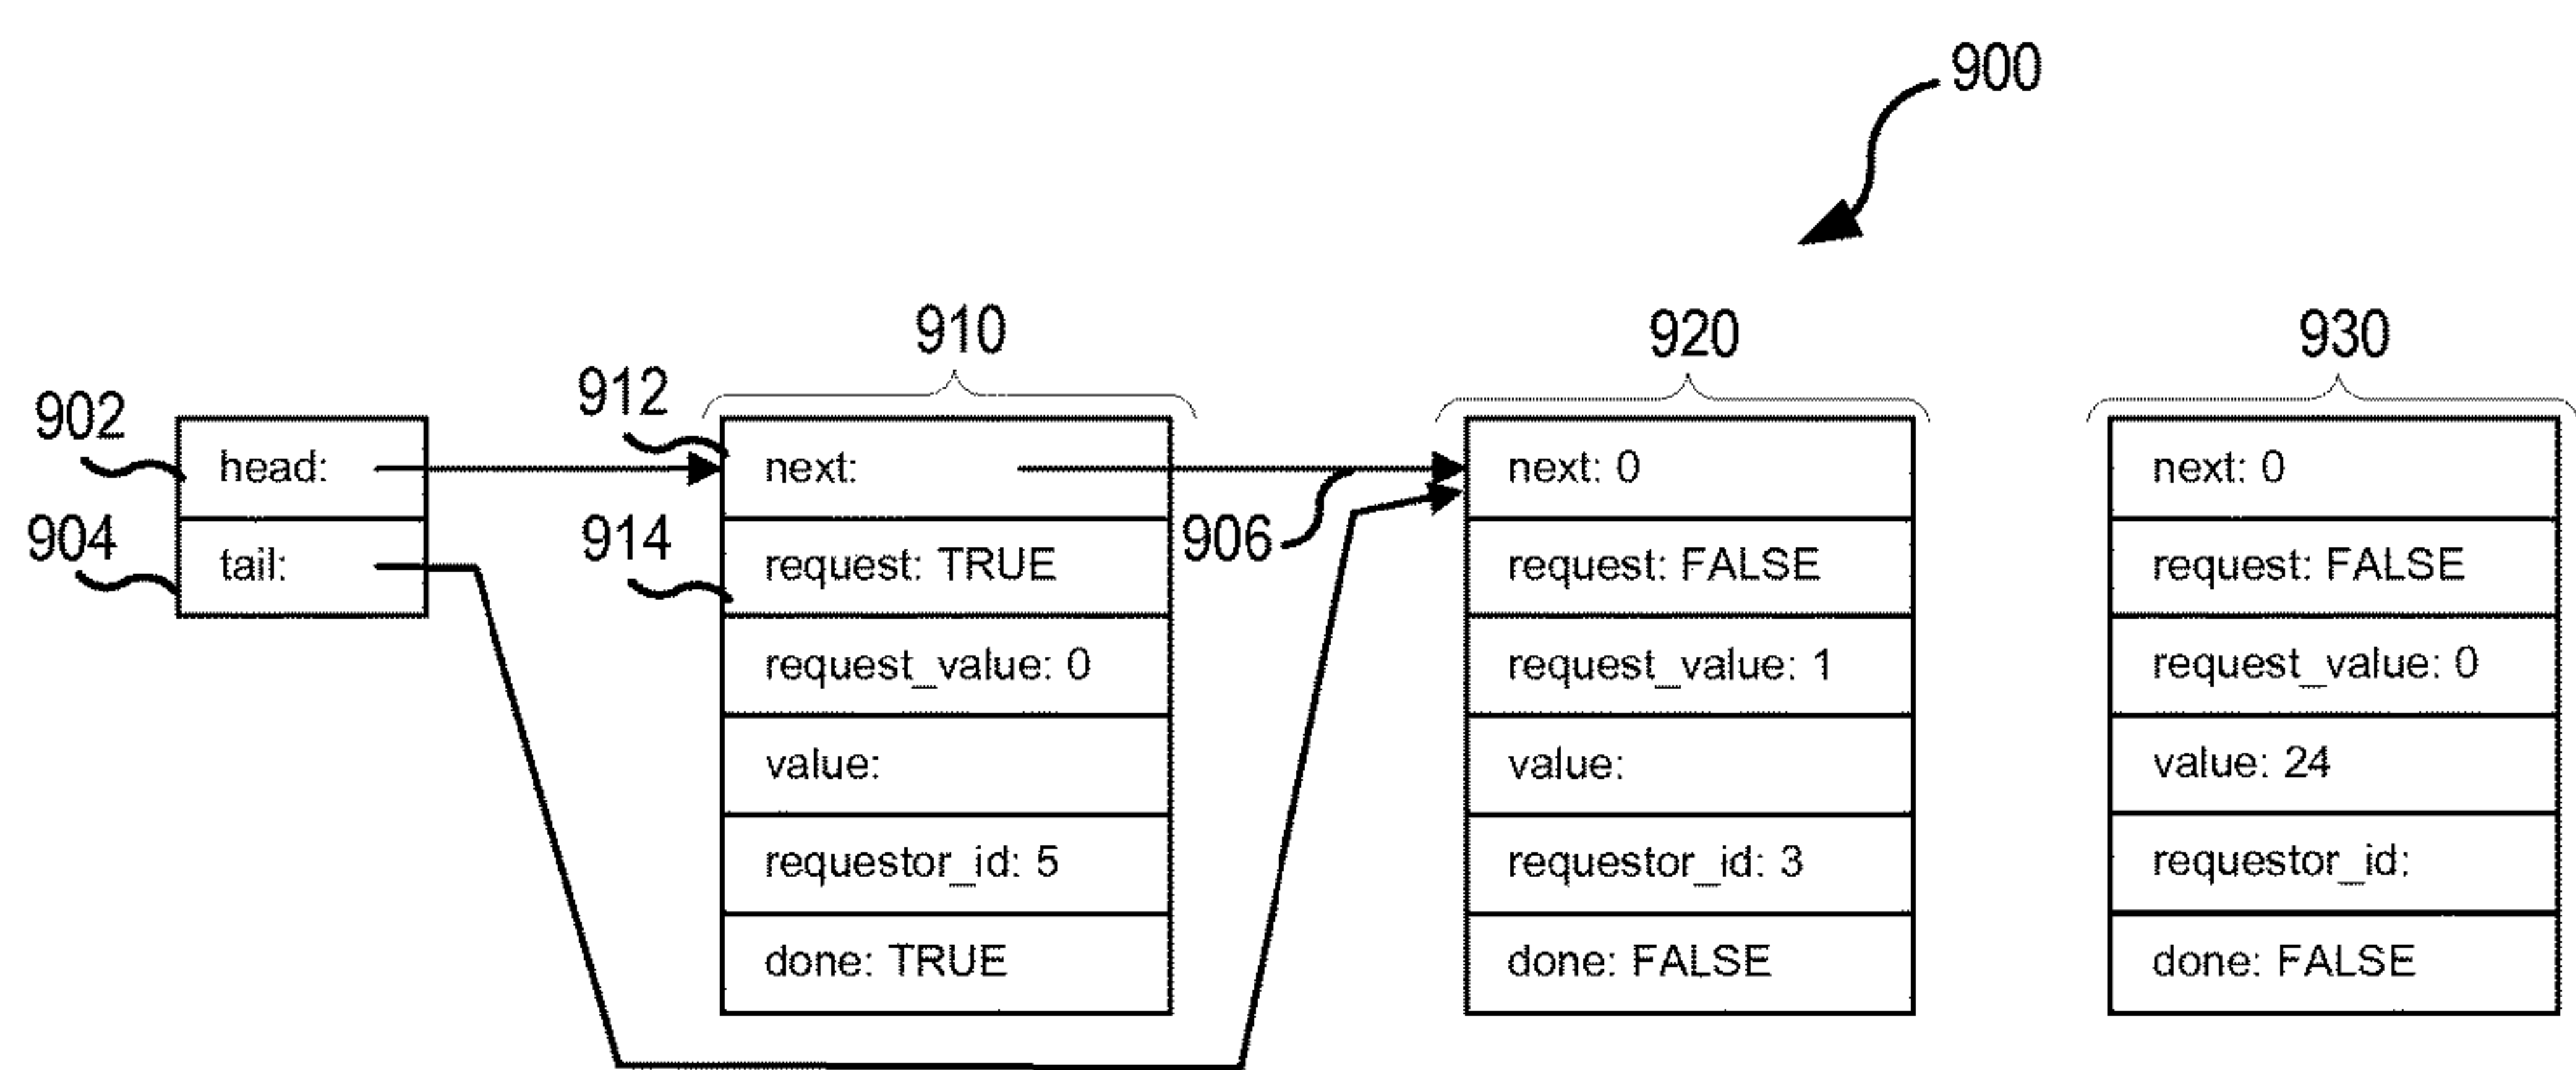 900
910
920
930
902
904
912
914
906
head:
tail:
next:
request: TRUE
request_value: 0
value:
requestor_id: 5
done: TRUE
next: 0
request: FALSE
request_value: 1
value:
requestor_id: 3
done: FALSE
next: 0
request: FALSE
request_value: 0
value: 24
requestor_id:
done: FALSE